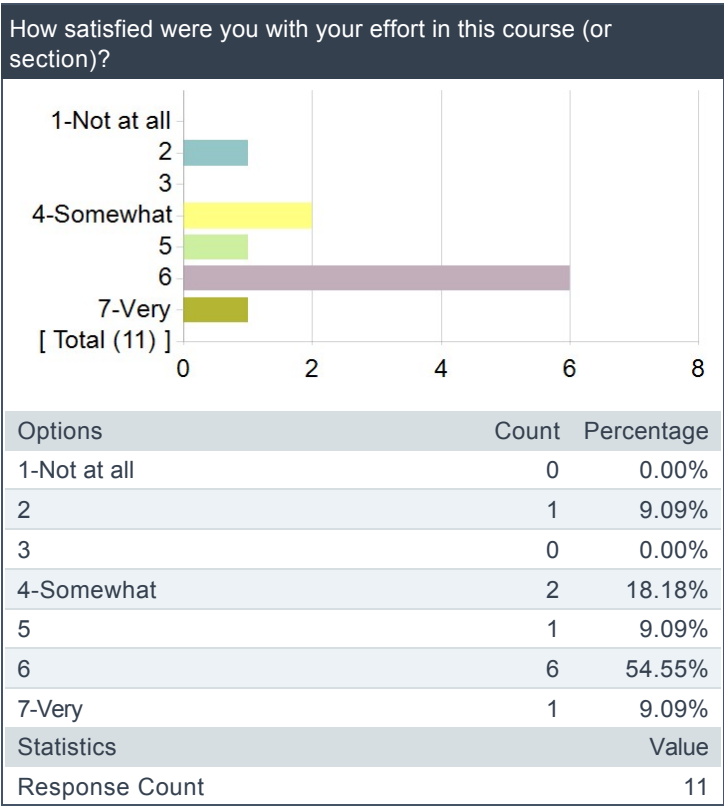 How satisfied were you with your effort in this course (or
section)?
1-Not at all
2
3
4-Somewhat
5
6
7-Very
[ Total (11) ]
0 2 4 6 8
Options Count Percentage
1-Not at all 0 0.00%
2 1 9.09%
3 0 0.00%
4-Somewhat 2 18.18%
5 1 9.09%
6 6 54.55%
7-Very 1 9.09%
Statistics Value
Response Count 11